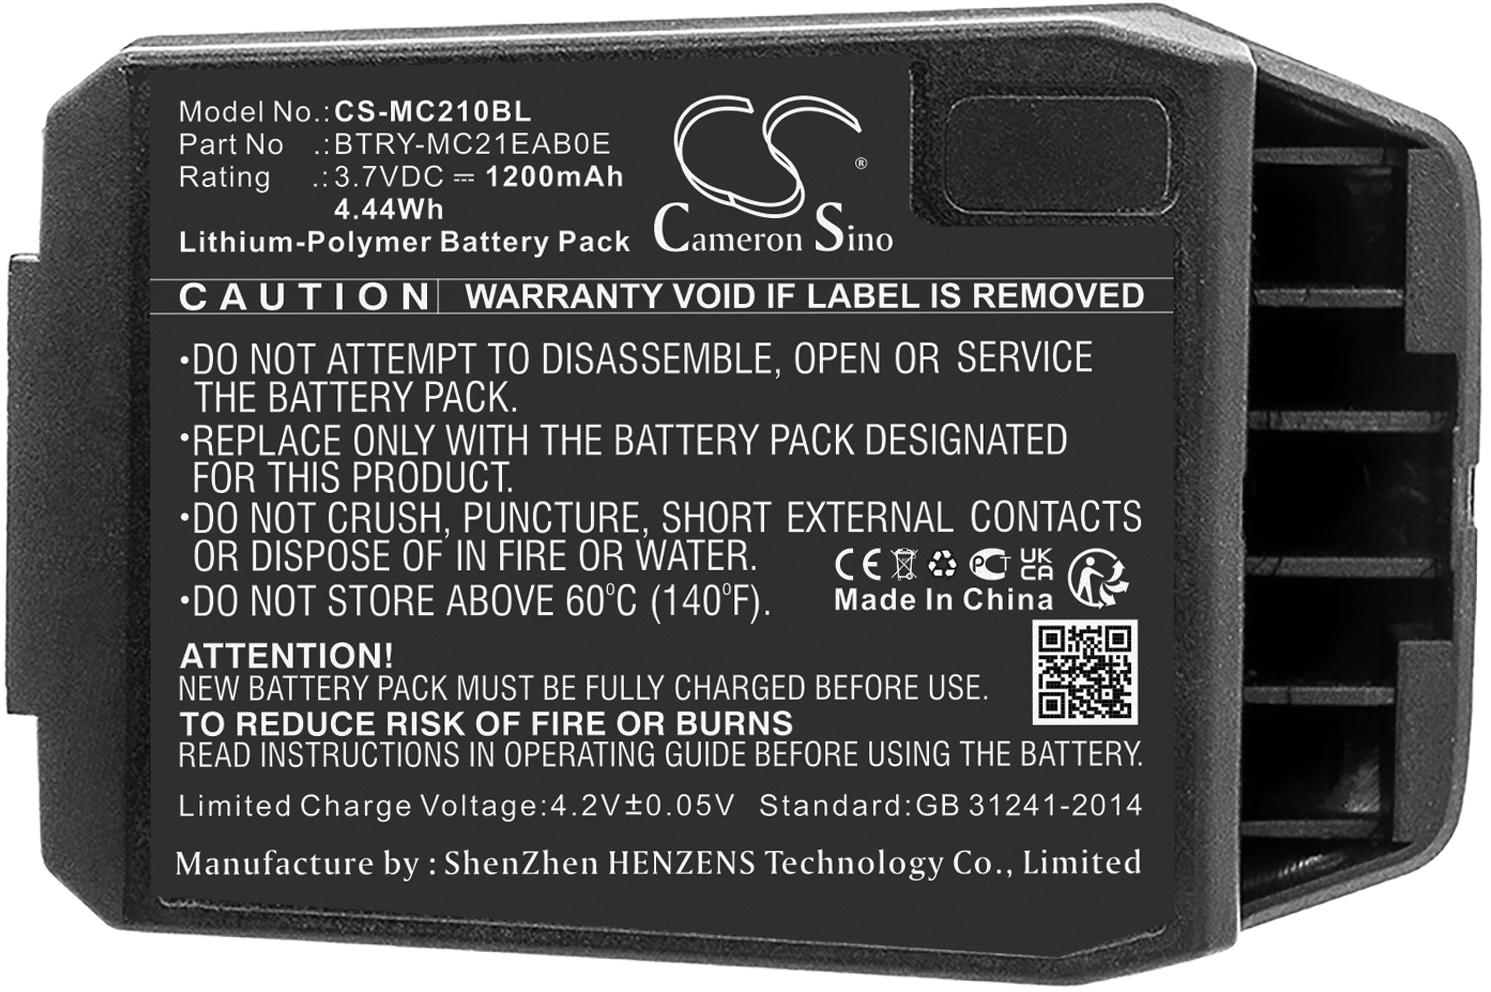 Model No.:CS-MC210BL
Part No .:BTRY-MC21EAB0E
Rating .:3.7VDC ⎓ 1200mAh
4.44Wh
Lithium-Polymer Battery Pack
CS®
Cameron Sino
CAUTION WARRANTY VOID IF LABEL IS REMOVED
•DO NOT ATTEMPT TO DISASSEMBLE, OPEN OR SERVICE
THE BATTERY PACK.
•REPLACE ONLY WITH THE BATTERY PACK DESIGNATED
FOR THIS PRODUCT.
•DO NOT CRUSH, PUNCTURE, SHORT EXTERNAL CONTACTS
OR DISPOSE OF IN FIRE OR WATER.
•DO NOT STORE ABOVE 60°C (140°F).
CE PCT UK CA
Made In China
ATTENTION!
NEW BATTERY PACK MUST BE FULLY CHARGED BEFORE USE.
TO REDUCE RISK OF FIRE OR BURNS
READ INSTRUCTIONS IN OPERATING GUIDE BEFORE USING THE BATTERY.
Limited Charge Voltage:4.2V±0.05V Standard:GB 31241-2014
Manufacture by : ShenZhen HENZENS Technology Co., Limited